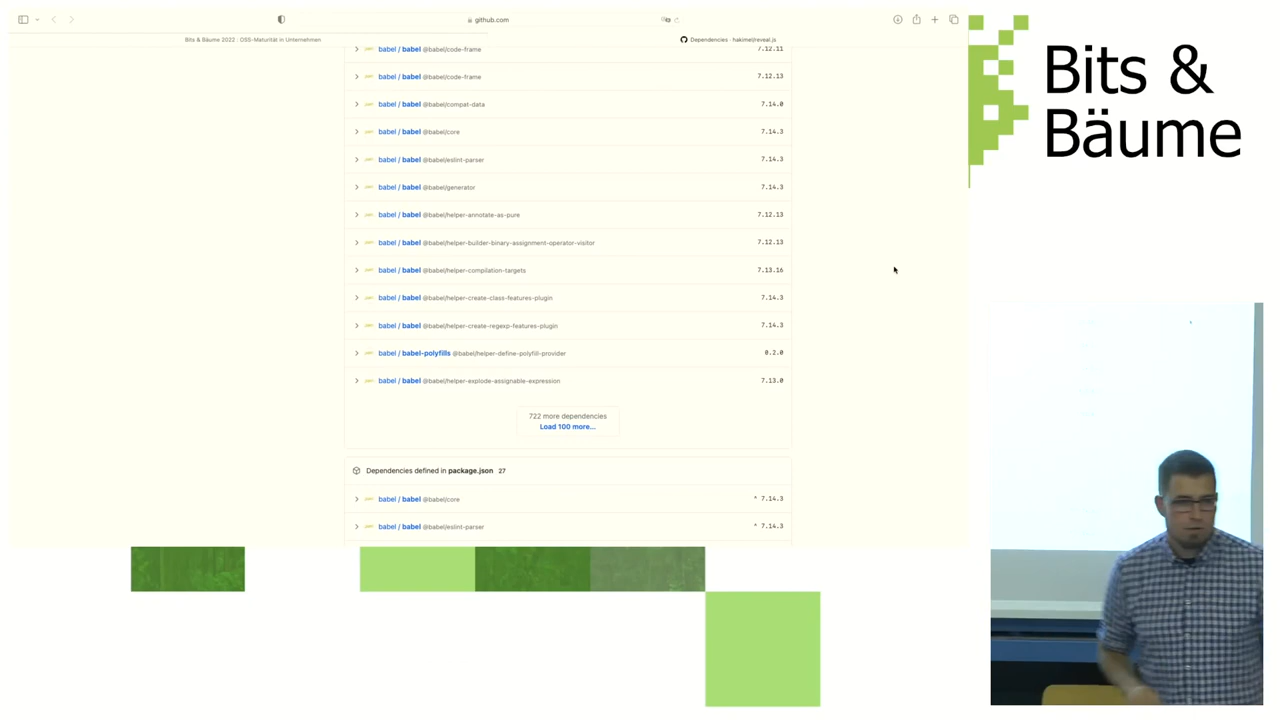 github.com
Bits & Bäume 2022 : OSS-Maturität in Unternehmen
Dependencies · hakimel/reveal.js
babel / babel @babel/code-frame 7.12.11
babel / babel @babel/code-frame 7.12.13
babel / babel @babel/compat-data 7.14.0
babel / babel @babel/core 7.14.3
babel / babel @babel/eslint-parser 7.14.3
babel / babel @babel/generator 7.14.3
babel / babel @babel/helper-annotate-as-pure 7.12.13
babel / babel @babel/helper-builder-binary-assignment-operator-visitor 7.12.13
babel / babel @babel/helper-compilation-targets 7.13.16
babel / babel @babel/helper-create-class-features-plugin 7.14.3
babel / babel @babel/helper-create-regexp-features-plugin 7.14.3
babel / babel-polyfills @babel/helper-define-polyfill-provider 0.2.0
babel / babel @babel/helper-explode-assignable-expression 7.13.0
722 more dependencies
Load 100 more...
Dependencies defined in package.json 27
babel / babel @babel/core ^ 7.14.3
babel / babel @babel/eslint-parser ^ 7.14.3
Bits &
Bäume